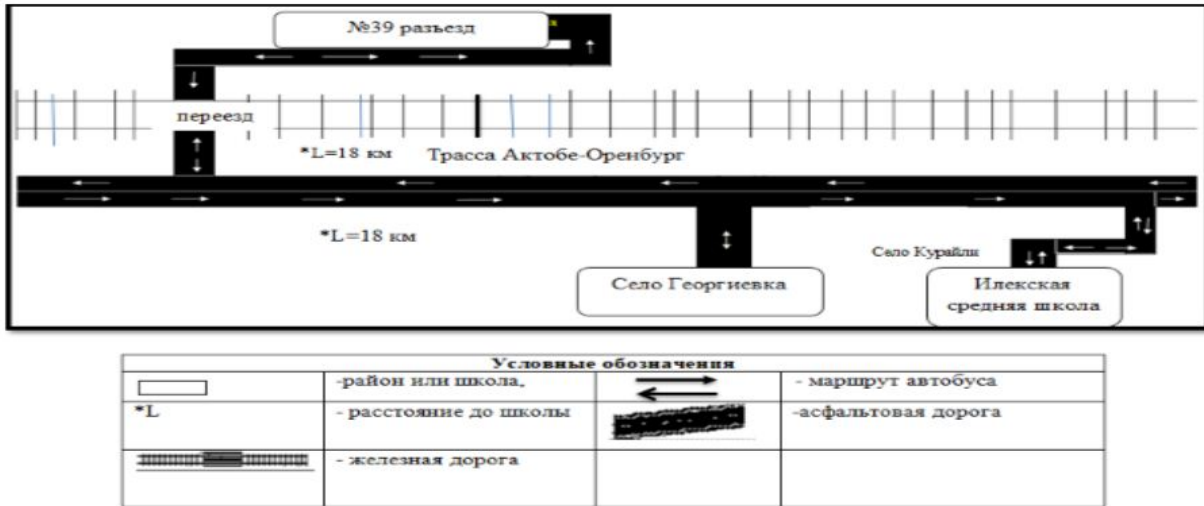 №39 разъезд
переезд
*L=18 км
Трасса Актобе-Оренбург
*L=18 км
Село Курайли
Село Георгиевка
Илекская
средняя школа
Условные обозначения
-район или школа,
- маршрут автобуса
*L
- расстояние до школы
-асфальтовая дорога
- железная дорога